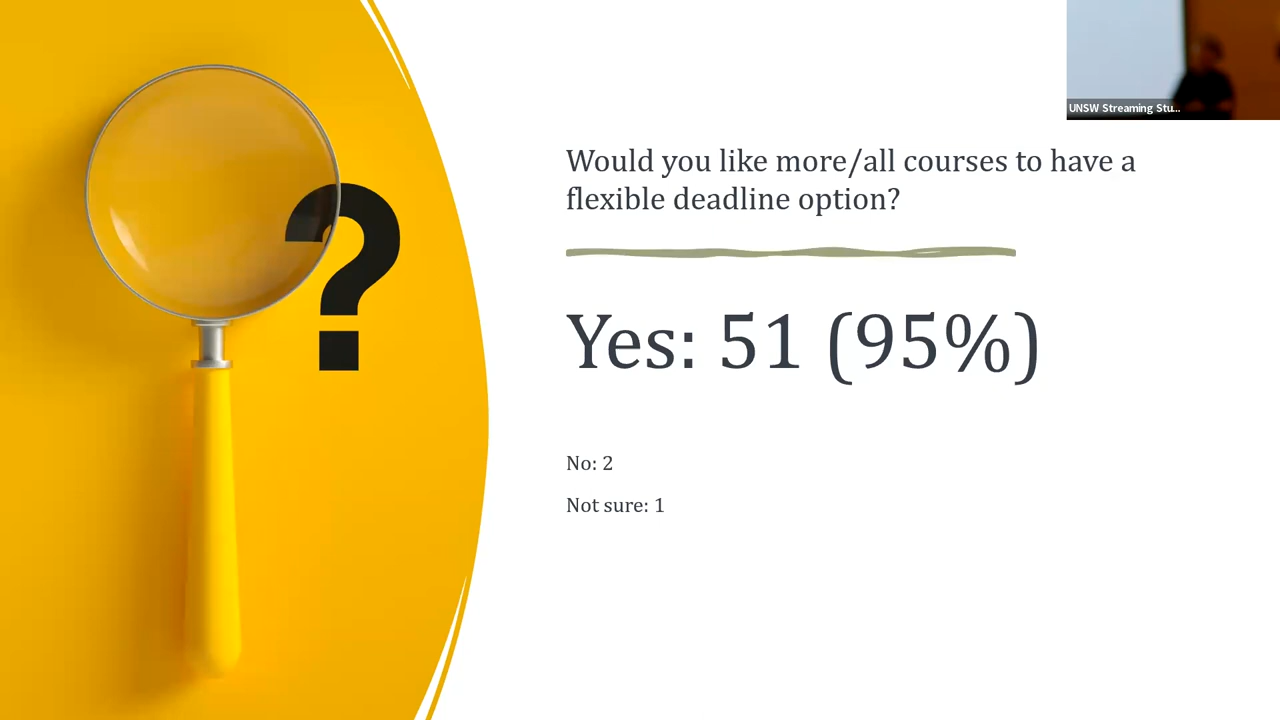 UNSW Streaming Stu...
Would you like more/all courses to have a
flexible deadline option?
Yes: 51 (95%)
No: 2
Not sure: 1
?